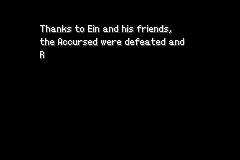 Thanks to Ein and his friends,
the Accursed were defeated and
R